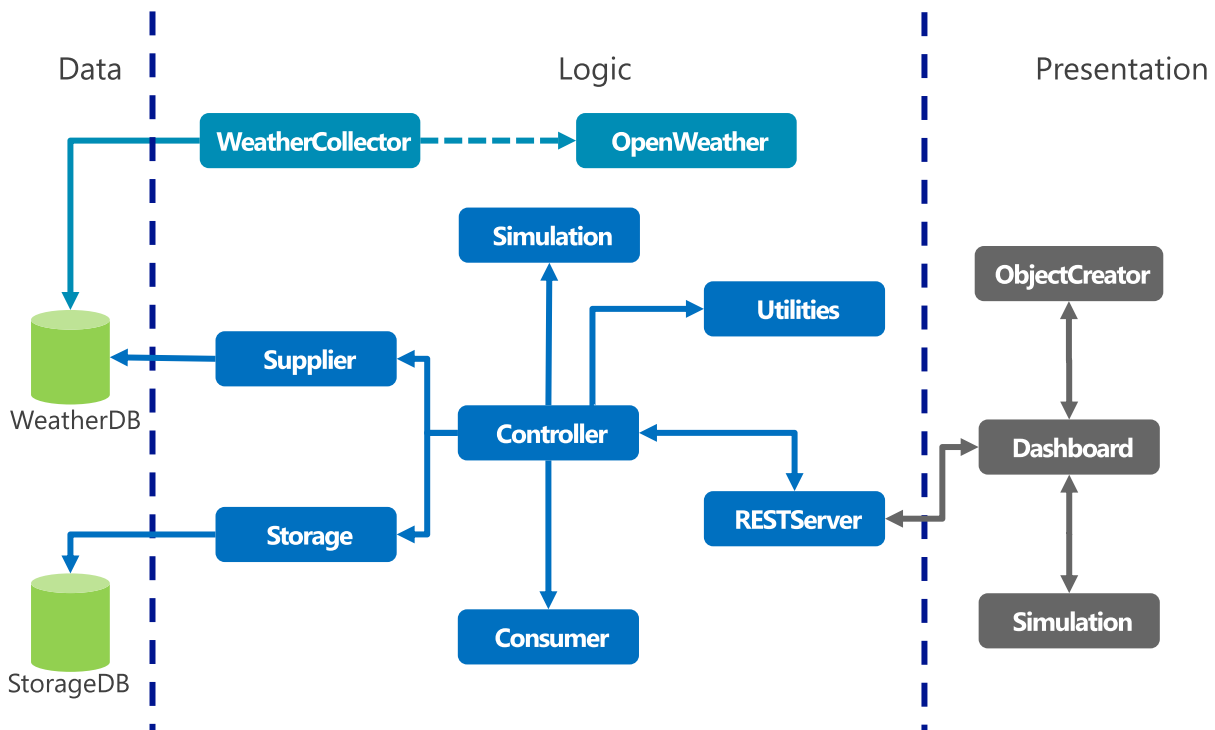 Data
Logic
Presentation
WeatherCollector
OpenWeather
Simulation
ObjectCreator
Utilities
Supplier
WeatherDB
Controller
Dashboard
RESTServer
Storage
Simulation
Consumer
StorageDB